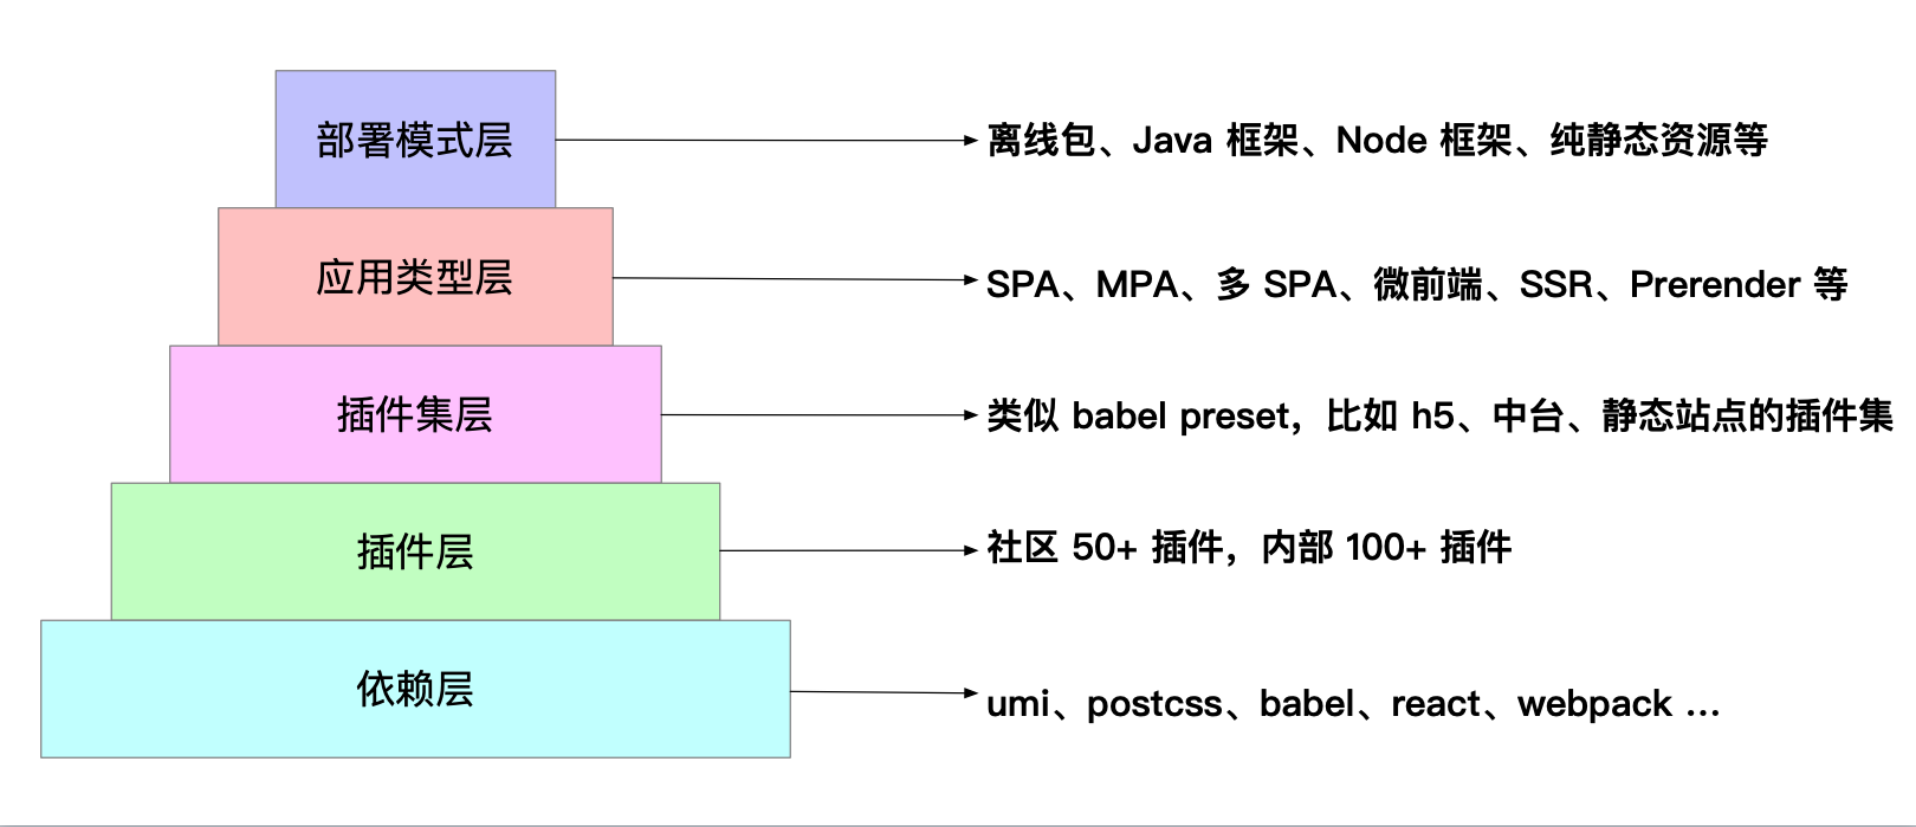 部署模式层
离线包、Java 框架、Node 框架、纯静态资源等
应用类型层
SPA、MPA、多 SPA、微前端、SSR、Prerender 等
插件集层
类似 babel preset，比如 h5、中台、静态站点的插件集
插件层
社区 50+ 插件，内部 100+ 插件
依赖层
umi、postcss、babel、react、webpack ...